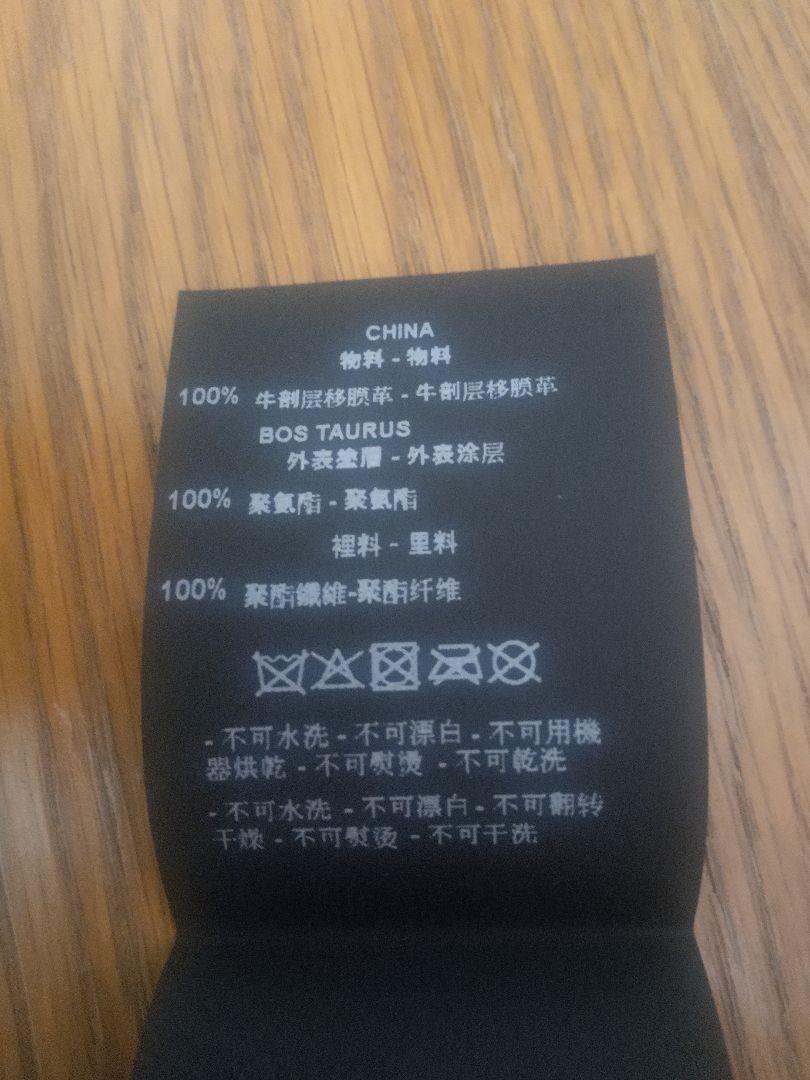 CHINA
物料 - 物料
100% 牛剖层移膜革 - 牛剖层移膜革
BOS TAURUS
外表塗層 - 外表涂层
100% 聚氨酯 - 聚氨酯
裡料 - 里料
100% 聚酯纖維-聚酯纤维
- 不可水洗 - 不可漂白 - 不可用機
器烘乾 - 不可熨燙 - 不可乾洗
- 不可水洗 - 不可漂白 - 不可翻转
干燥 - 不可熨烫 - 不可干洗